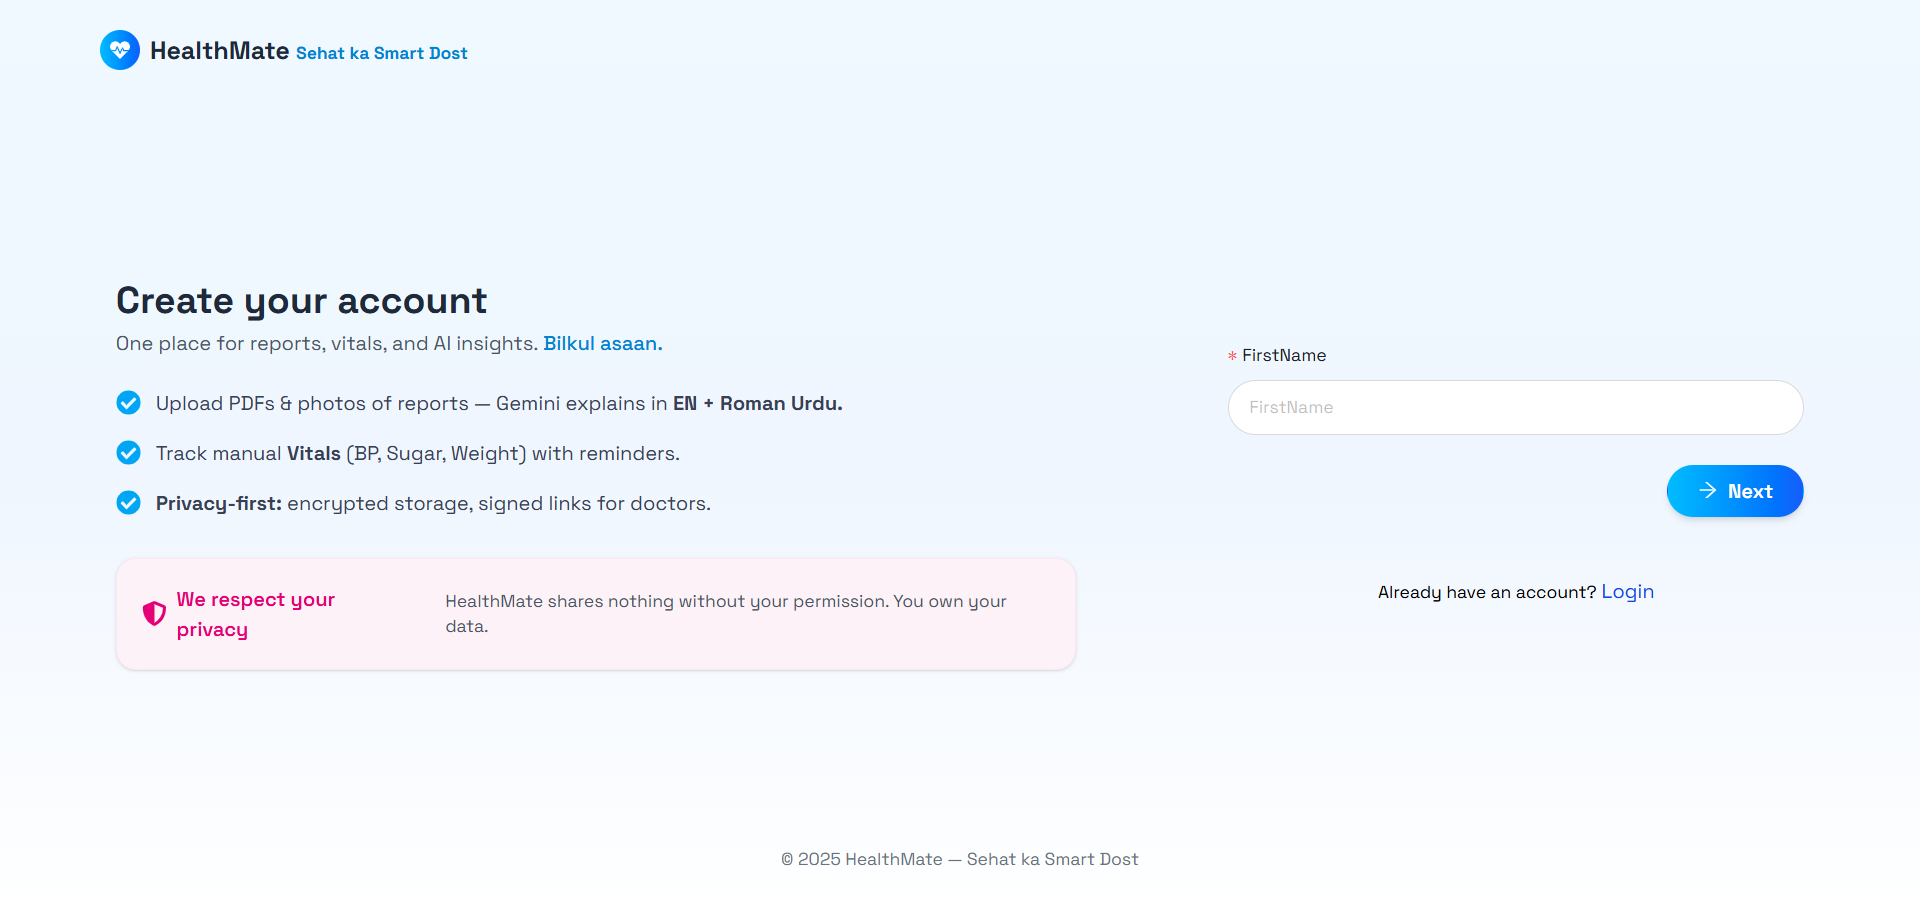 HealthMate Sehat ka Smart Dost
Create your account
One place for reports, vitals, and AI insights. Bilkul asaan.
Upload PDFs & photos of reports — Gemini explains in EN + Roman Urdu.
Track manual Vitals (BP, Sugar, Weight) with reminders.
Privacy-first: encrypted storage, signed links for doctors.
We respect your
privacy
HealthMate shares nothing without your permission. You own your
data.
* FirstName
FirstName
Next
Already have an account? Login
© 2025 HealthMate — Sehat ka Smart Dost